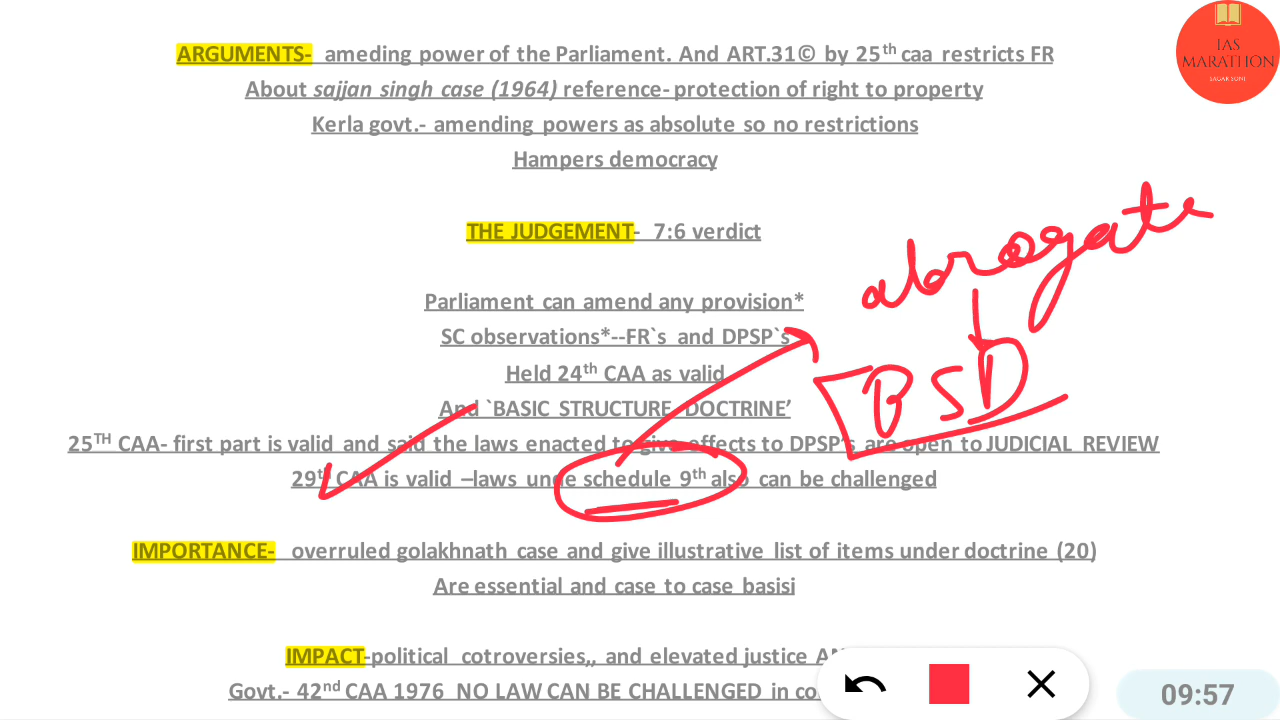 IAS
MARATHON
SAGAR SONI
ARGUMENTS- ameding power of the Parliament. And ART.31© by 25th caa restricts FR
About sajjan singh case (1964) reference- protection of right to property
Kerla govt.- amending powers as absolute so no restrictions
Hampers democracy
THE JUDGEMENT- 7:6 verdict
abrogate
Parliament can amend any provision*
SC observations*--FR`s and DPSP`s
Held 24th CAA as valid
BSD
And `BASIC STRUCTURE DOCTRINE’
25TH CAA- first part is valid and said the laws enacted to give effects to DPSP’s are open to JUDICIAL REVIEW
29th CAA is valid –laws unde schedule 9th also can be challenged
IMPORTANCE- overruled golakhnath case and give illustrative list of items under doctrine (20)
Are essential and case to case basisi
IMPACT-political cotroversies,, and elevated justice
Govt.- 42nd CAA 1976 NO LAW CAN BE CHALLENGED in
09:57